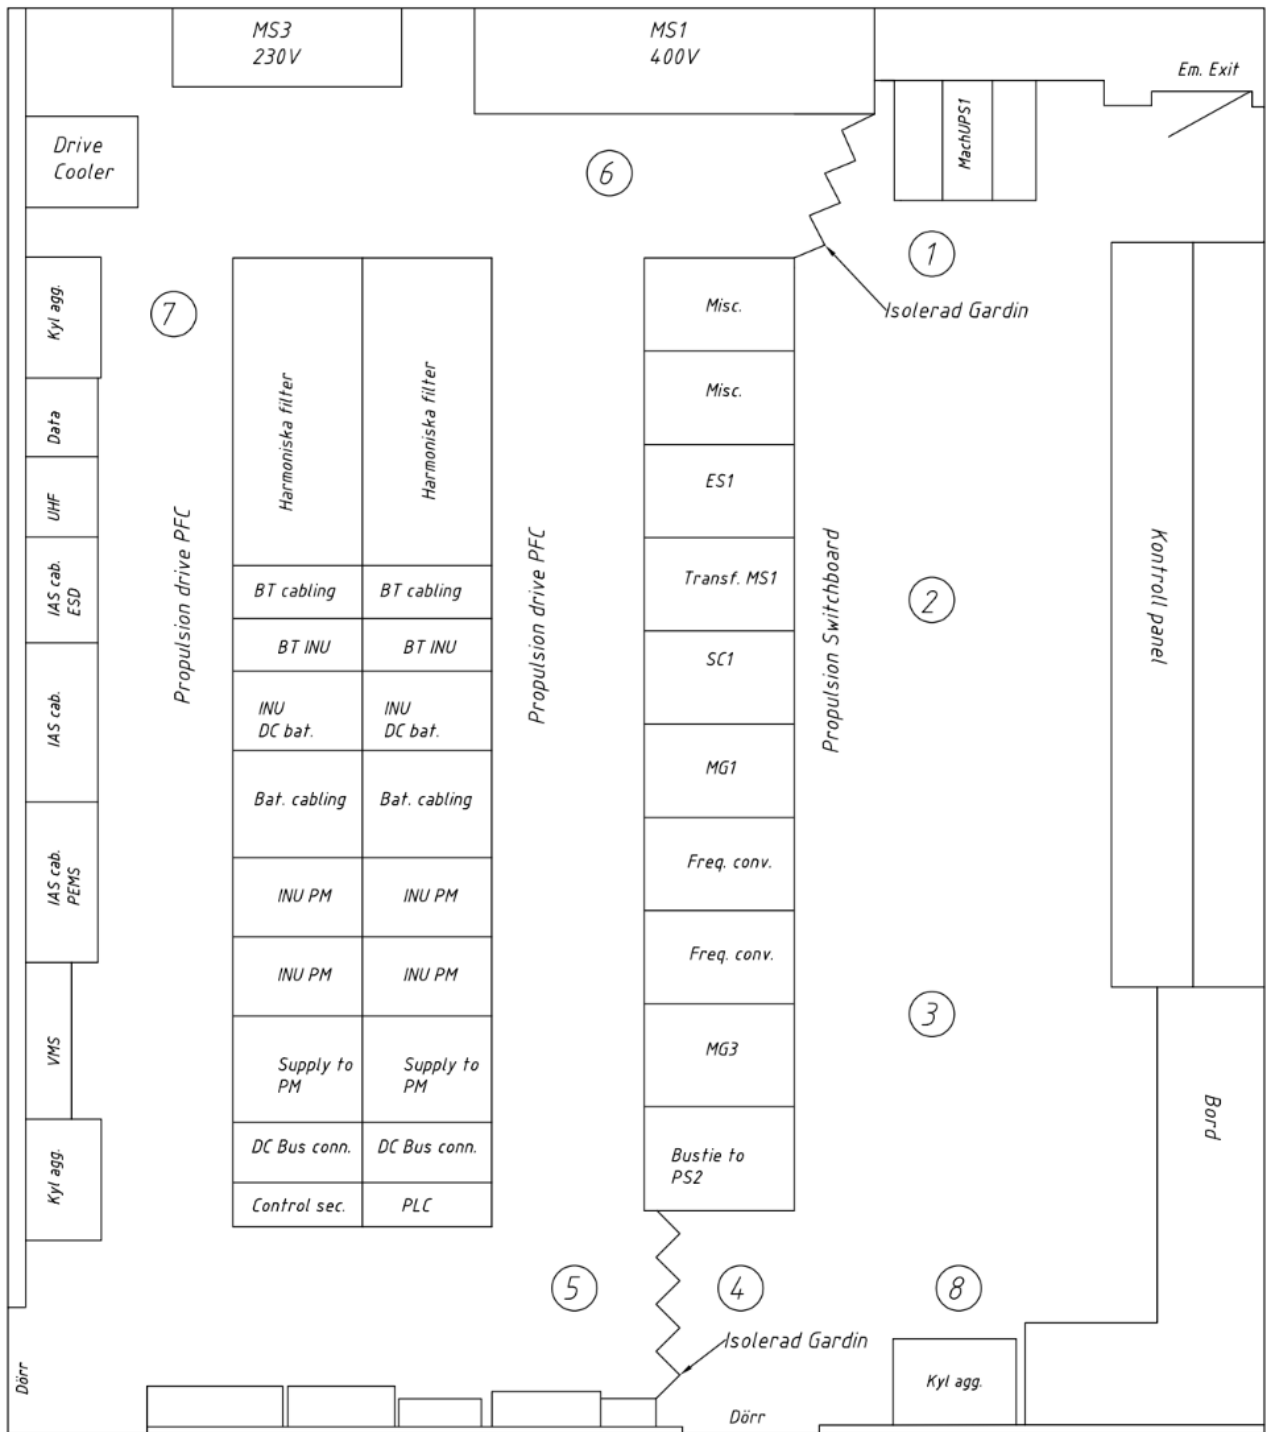 MS3
230V
MS1
400V
Em. Exit
MachUPS1
Drive
Cooler
6
1
Isolerad Gardin
7
Kyl agg.
Data
UHF
IAS cab.
ESD
IAS cab.
IAS cab.
PEMS
VMS
Kyl agg.
Propulsion drive PFC
Harmoniska filter
Harmoniska filter
BT cabling
BT cabling
BT INU
BT INU
INU
DC bat.
INU
DC bat.
Bat. cabling
Bat. cabling
INU PM
INU PM
INU PM
INU PM
Supply to
PM
Supply to
PM
DC Bus conn.
DC Bus conn.
Control sec.
PLC
Propulsion drive PFC
Misc.
Misc.
ES1
Transf. MS1
SC1
MG1
Freq. conv.
Freq. conv.
MG3
Bustie to
PS2
Propulsion Switchboard
2
3
Kontroll panel
Bord
5
4
8
Isolerad Gardin
Kyl agg.
Dörr
Dörr